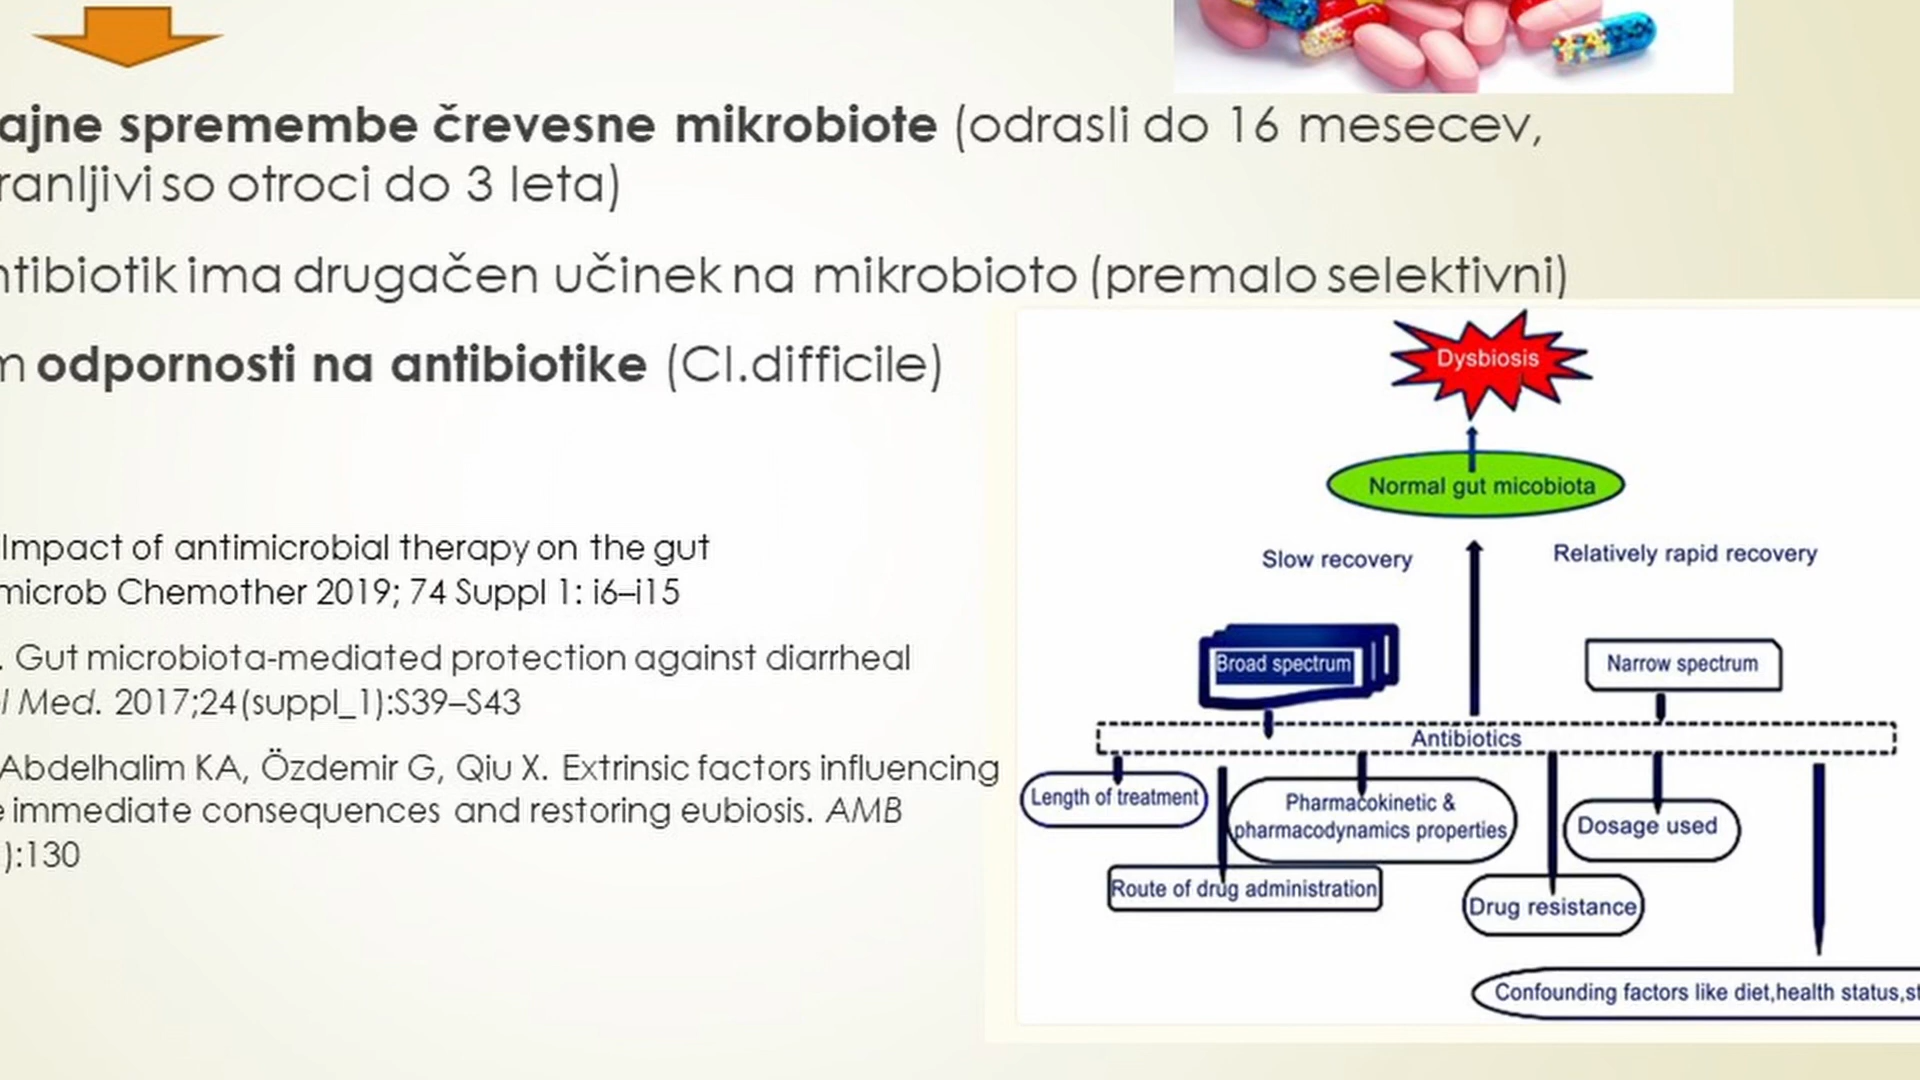 ajne spremembe črevesne mikrobiote (odrasli do 16 mesecev,
ranljivi so otroci do 3 leta)
ntibiotik ima drugačen učinek na mikrobioto (premalo selektivni)
m odpornosti na antibiotike (Cl.difficile)
Impact of antimicrobial therapy on the gut
microb Chemother 2019; 74 Suppl 1: i6–i15
. Gut microbiota-mediated protection against diarrheal
l Med. 2017;24(suppl_1):S39–S43
Abdelhalim KA, Özdemir G, Qiu X. Extrinsic factors influencing
e immediate consequences and restoring eubiosis. AMB
):130
Dysbiosis
Normal gut micobiota
Slow recovery
Relatively rapid recovery
Broad spectrum
Narrow spectrum
Antibiotics
Length of treatment
Pharmacokinetic &
pharmacodynamics properties
Dosage used
Route of drug administration
Drug resistance
Confounding factors like diet,health status,st